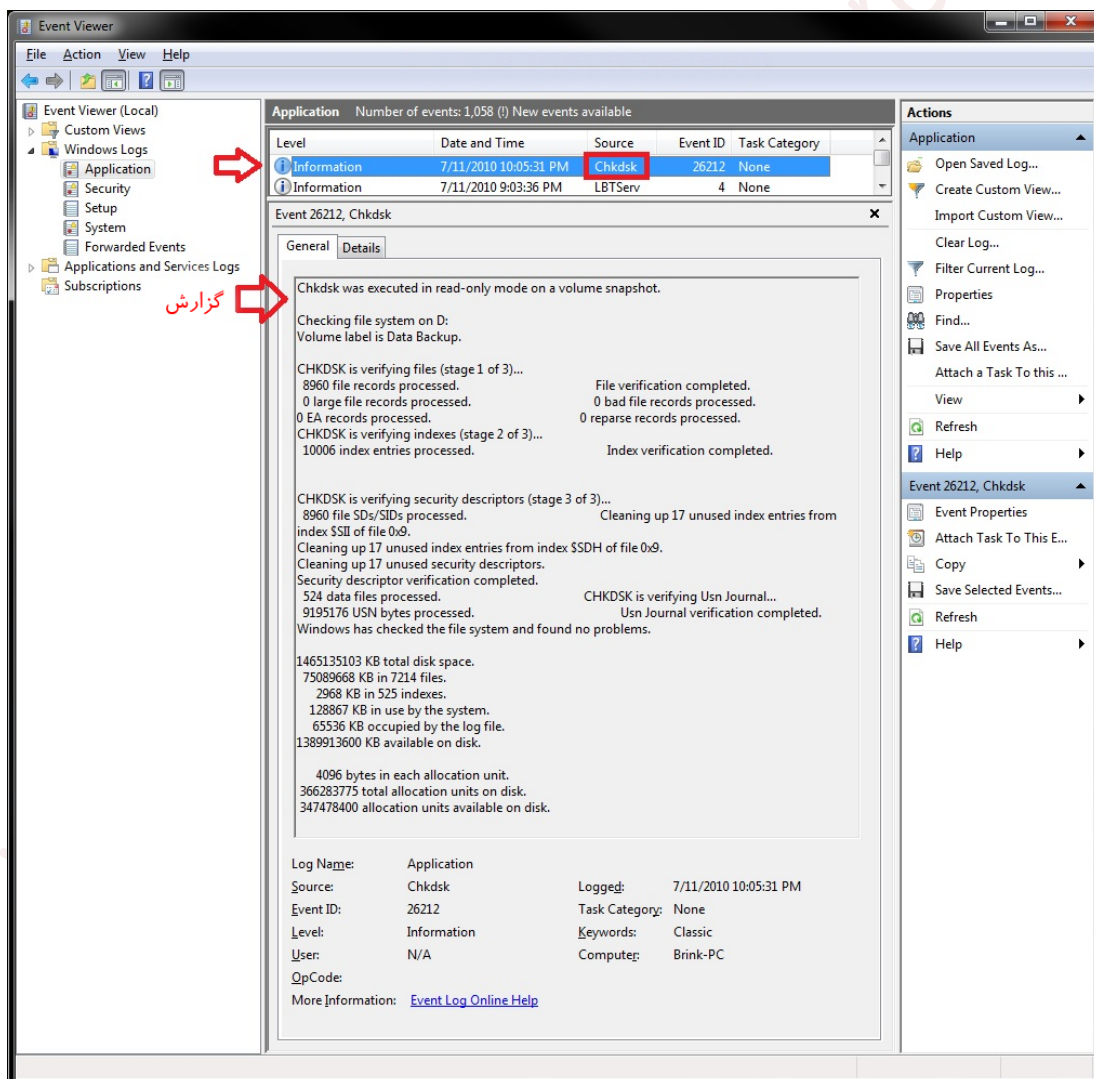 Event Viewer
File Action View Help
Event Viewer (Local)
Custom Views
Windows Logs
Application
Security
Setup
System
Forwarded Events
Applications and Services Logs
Subscriptions
Application Number of events: 1,058 (!) New events available
Level Date and Time Source Event ID Task Category
Information 7/11/2010 10:05:31 PM Chkdsk 26212 None
Information 7/11/2010 9:03:36 PM LBTServ 4 None
Event 26212, Chkdsk
General Details
گزارش
Chkdsk was executed in read-only mode on a volume snapshot.
Checking file system on D:
Volume label is Data Backup.
CHKDSK is verifying files (stage 1 of 3)...
8960 file records processed. File verification completed.
0 large file records processed. 0 bad file records processed.
0 EA records processed. 0 reparse records processed.
CHKDSK is verifying indexes (stage 2 of 3)...
10006 index entries processed. Index verification completed.
CHKDSK is verifying security descriptors (stage 3 of 3)...
8960 file SDs/SIDs processed. Cleaning up 17 unused index entries from
index $SII of file 0x9.
Cleaning up 17 unused index entries from index $SDH of file 0x9.
Cleaning up 17 unused security descriptors.
Security descriptor verification completed.
524 data files processed. CHKDSK is verifying Usn Journal...
9195176 USN bytes processed. Usn Journal verification completed.
Windows has checked the file system and found no problems.
1465135103 KB total disk space.
75089668 KB in 7214 files.
2968 KB in 525 indexes.
128867 KB in use by the system.
65536 KB occupied by the log file.
1389913600 KB available on disk.
4096 bytes in each allocation unit.
366283775 total allocation units on disk.
347478400 allocation units available on disk.
Log Name: Application
Source: Chkdsk Logged: 7/11/2010 10:05:31 PM
Event ID: 26212 Task Category: None
Level: Information Keywords: Classic
User: N/A Computer: Brink-PC
OpCode:
More Information: Event Log Online Help
Actions
Application
Open Saved Log...
Create Custom View...
Import Custom View...
Clear Log...
Filter Current Log...
Properties
Find...
Save All Events As...
Attach a Task To this ...
View
Refresh
Help
Event 26212, Chkdsk
Event Properties
Attach Task To This E...
Copy
Save Selected Events...
Refresh
Help